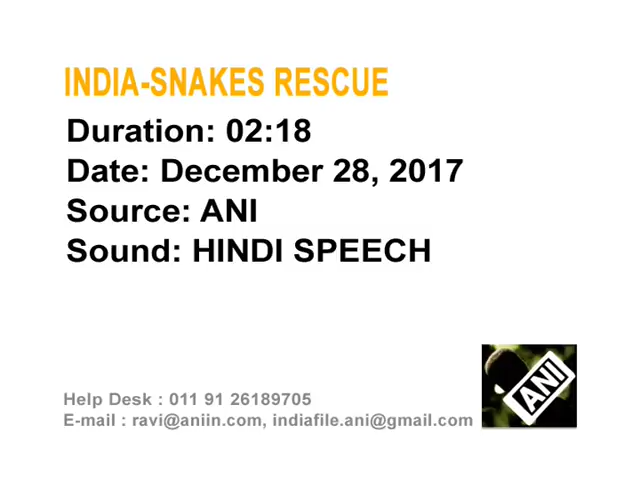 INDIA-SNAKES RESCUE
Duration: 02:18
Date: December 28, 2017
Source: ANI
Sound: HINDI SPEECH
Help Desk : 011 91 26189705
E-mail : ravi@aniin.com, indiafile.ani@gmail.com
ANI